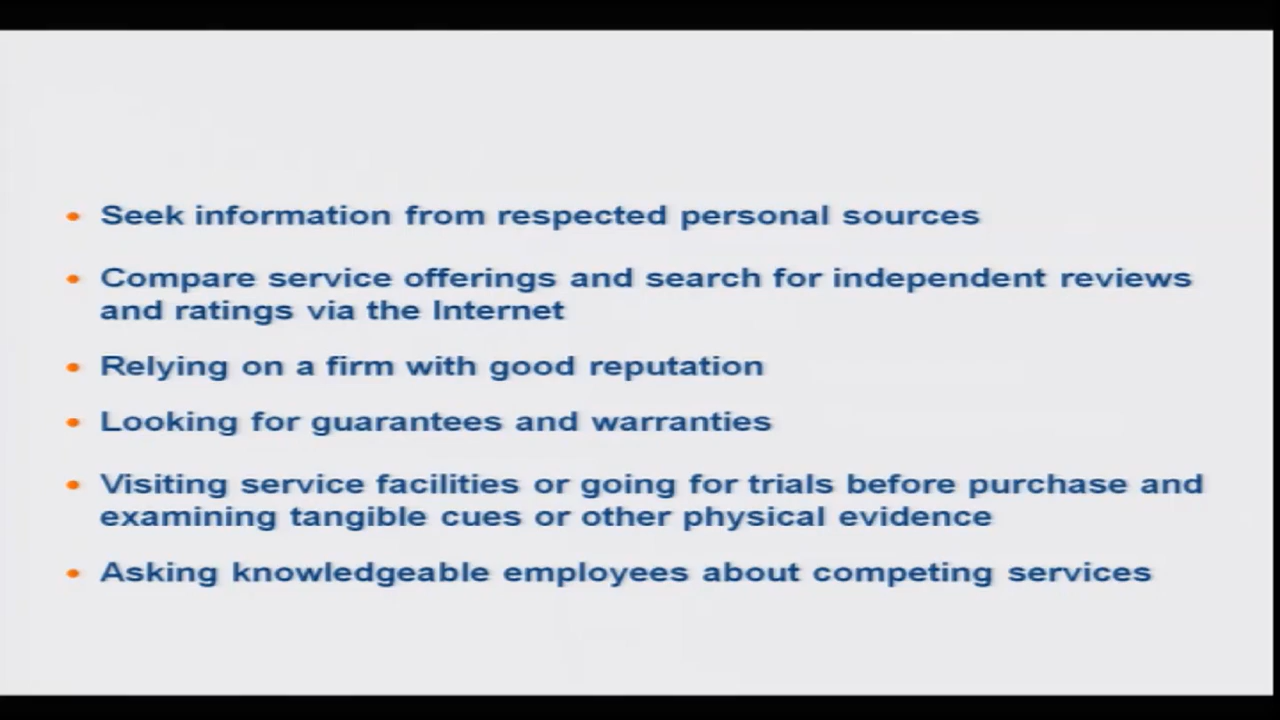 • Seek information from respected personal sources
• Compare service offerings and search for independent reviews
and ratings via the Internet
• Relying on a firm with good reputation
• Looking for guarantees and warranties
• Visiting service facilities or going for trials before purchase and
examining tangible cues or other physical evidence
• Asking knowledgeable employees about competing services